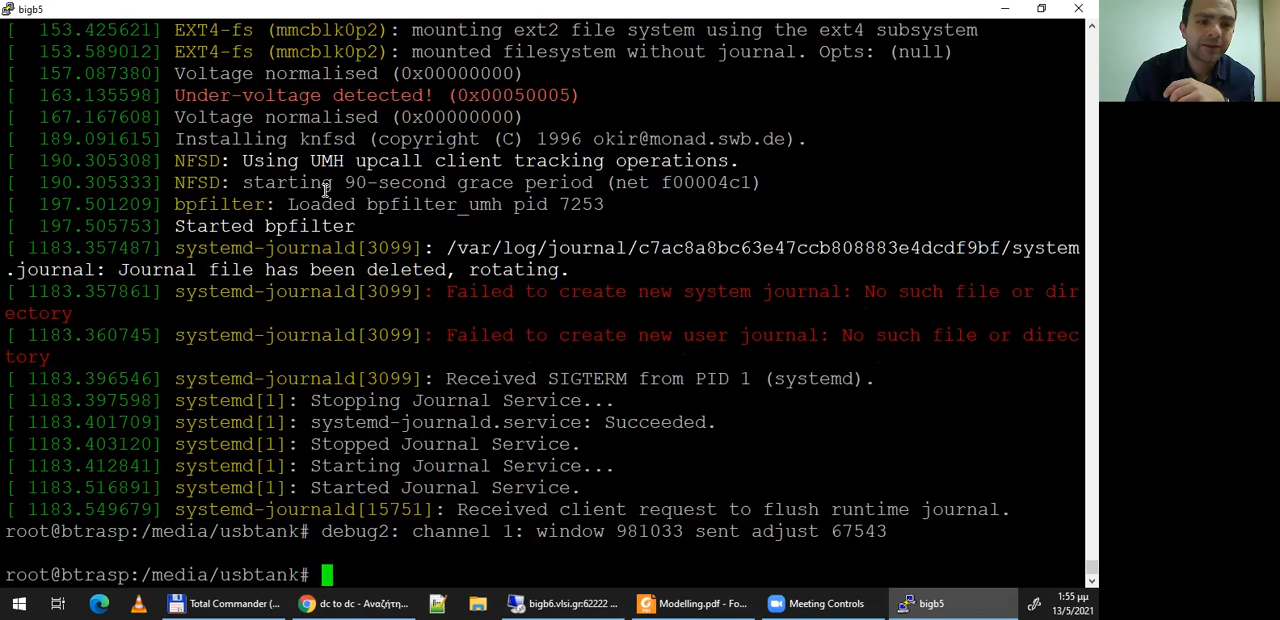 bigb5
[  153.425621] EXT4-fs (mmcblk0p2): mounting ext2 file system using the ext4 subsystem
[  153.589012] EXT4-fs (mmcblk0p2): mounted filesystem without journal. Opts: (null)
[  157.087380] Voltage normalised (0x00000000)
[  163.135598] Under-voltage detected! (0x00050005)
[  167.167608] Voltage normalised (0x00000000)
[  189.091615] Installing knfsd (copyright (C) 1996 okir@monad.swb.de).
[  190.305308] NFSD: Using UMH upcall client tracking operations.
[  190.305333] NFSD: starting 90-second grace period (net f00004c1)
[  197.501209] bpfilter: Loaded bpfilter_umh pid 7253
[  197.505753] Started bpfilter
[ 1183.357487] systemd-journald[3099]: /var/log/journal/c7ac8a8bc63e47ccb808883e4dcdf9bf/system
.journal: Journal file has been deleted, rotating.
[ 1183.357861] systemd-journald[3099]: Failed to create new system journal: No such file or dir
ectory
[ 1183.360745] systemd-journald[3099]: Failed to create new user journal: No such file or direc
tory
[ 1183.396546] systemd-journald[3099]: Received SIGTERM from PID 1 (systemd).
[ 1183.397598] systemd[1]: Stopping Journal Service...
[ 1183.401709] systemd[1]: systemd-journald.service: Succeeded.
[ 1183.403120] systemd[1]: Stopped Journal Service.
[ 1183.412841] systemd[1]: Starting Journal Service...
[ 1183.516891] systemd[1]: Started Journal Service.
[ 1183.549679] systemd-journald[15751]: Received client request to flush runtime journal.
root@btrasp:/media/usbtank# debug2: channel 1: window 981033 sent adjust 67543
root@btrasp:/media/usbtank#
Total Commander (... dc to dc - Αναζήτη... bigb6.vlsi.gr:62222 ... Modelling.pdf - Fo... Meeting Controls bigb5 1:55 μμ
13/5/2021